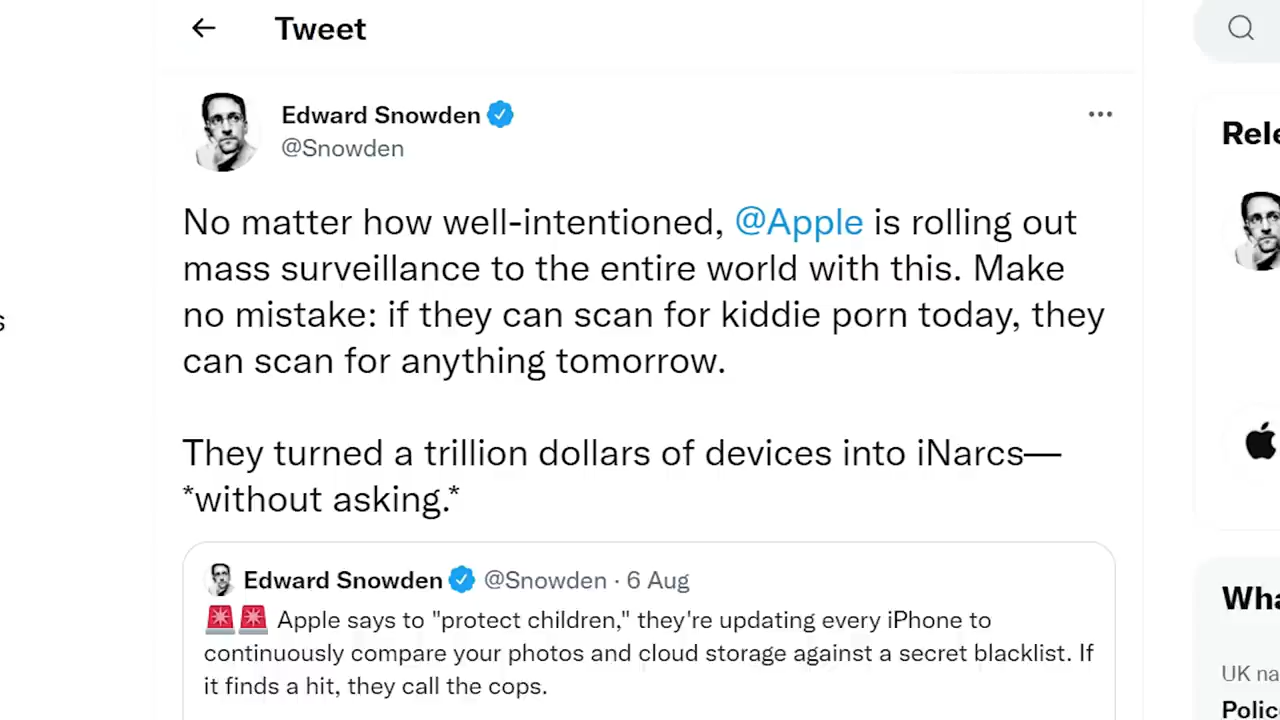 Tweet
Edward Snowden
@Snowden
No matter how well-intentioned, @Apple is rolling out
mass surveillance to the entire world with this. Make
no mistake: if they can scan for kiddie porn today, they
can scan for anything tomorrow.
They turned a trillion dollars of devices into iNarcs—
*without asking.*
Edward Snowden @Snowden · 6 Aug
🚨🚨 Apple says to "protect children," they're updating every iPhone to
continuously compare your photos and cloud storage against a secret blacklist. If
it finds a hit, they call the cops.
s
Rele
Wha
UK na
Polic